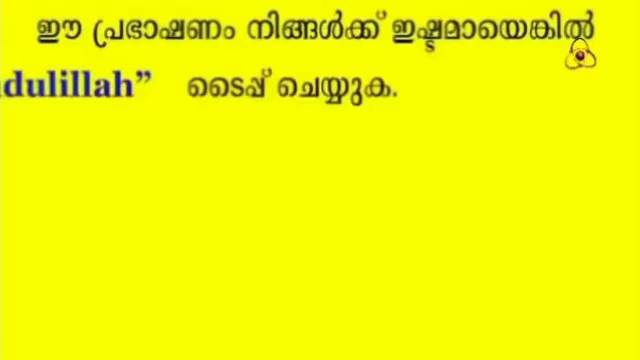 ഈ പ്രഭാഷണം നിങ്ങൾക്ക് ഇഷ്ടമായെങ്കിൽ
dulillah” ടൈപ്പ് ചെയ്യുക.